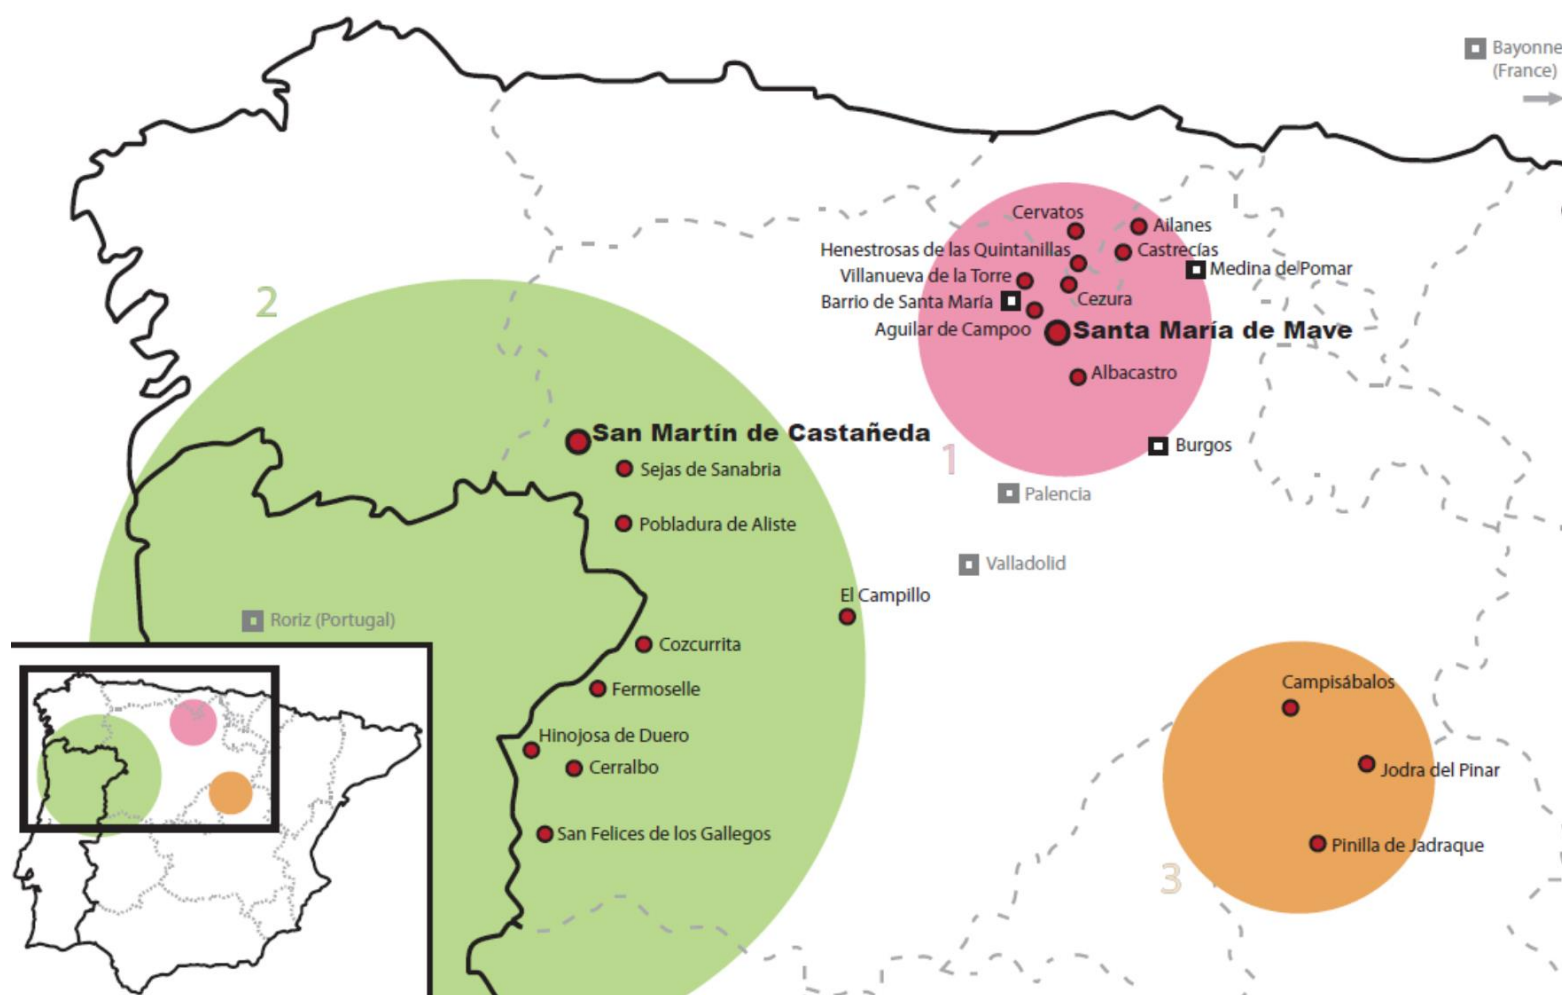 Bayonne
(France)
Cervatos
Ailanes
Henestrosas de las Quintanillas
Castrecías
Villanueva de la Torre
Medina de Pomar
Barrio de Santa María
Cezura
Aguilar de Campoo
Santa María de Mave
Albacastro
2
San Martín de Castañeda
1
Burgos
Sejas de Sanabria
Palencia
Pobladura de Aliste
Valladolid
El Campillo
Roriz (Portugal)
Cozcurrita
Fermoselle
Campisábalos
Hinojosa de Duero
Cerralbo
Jodra del Pinar
San Felices de los Gallegos
Pinilla de Jadraque
3